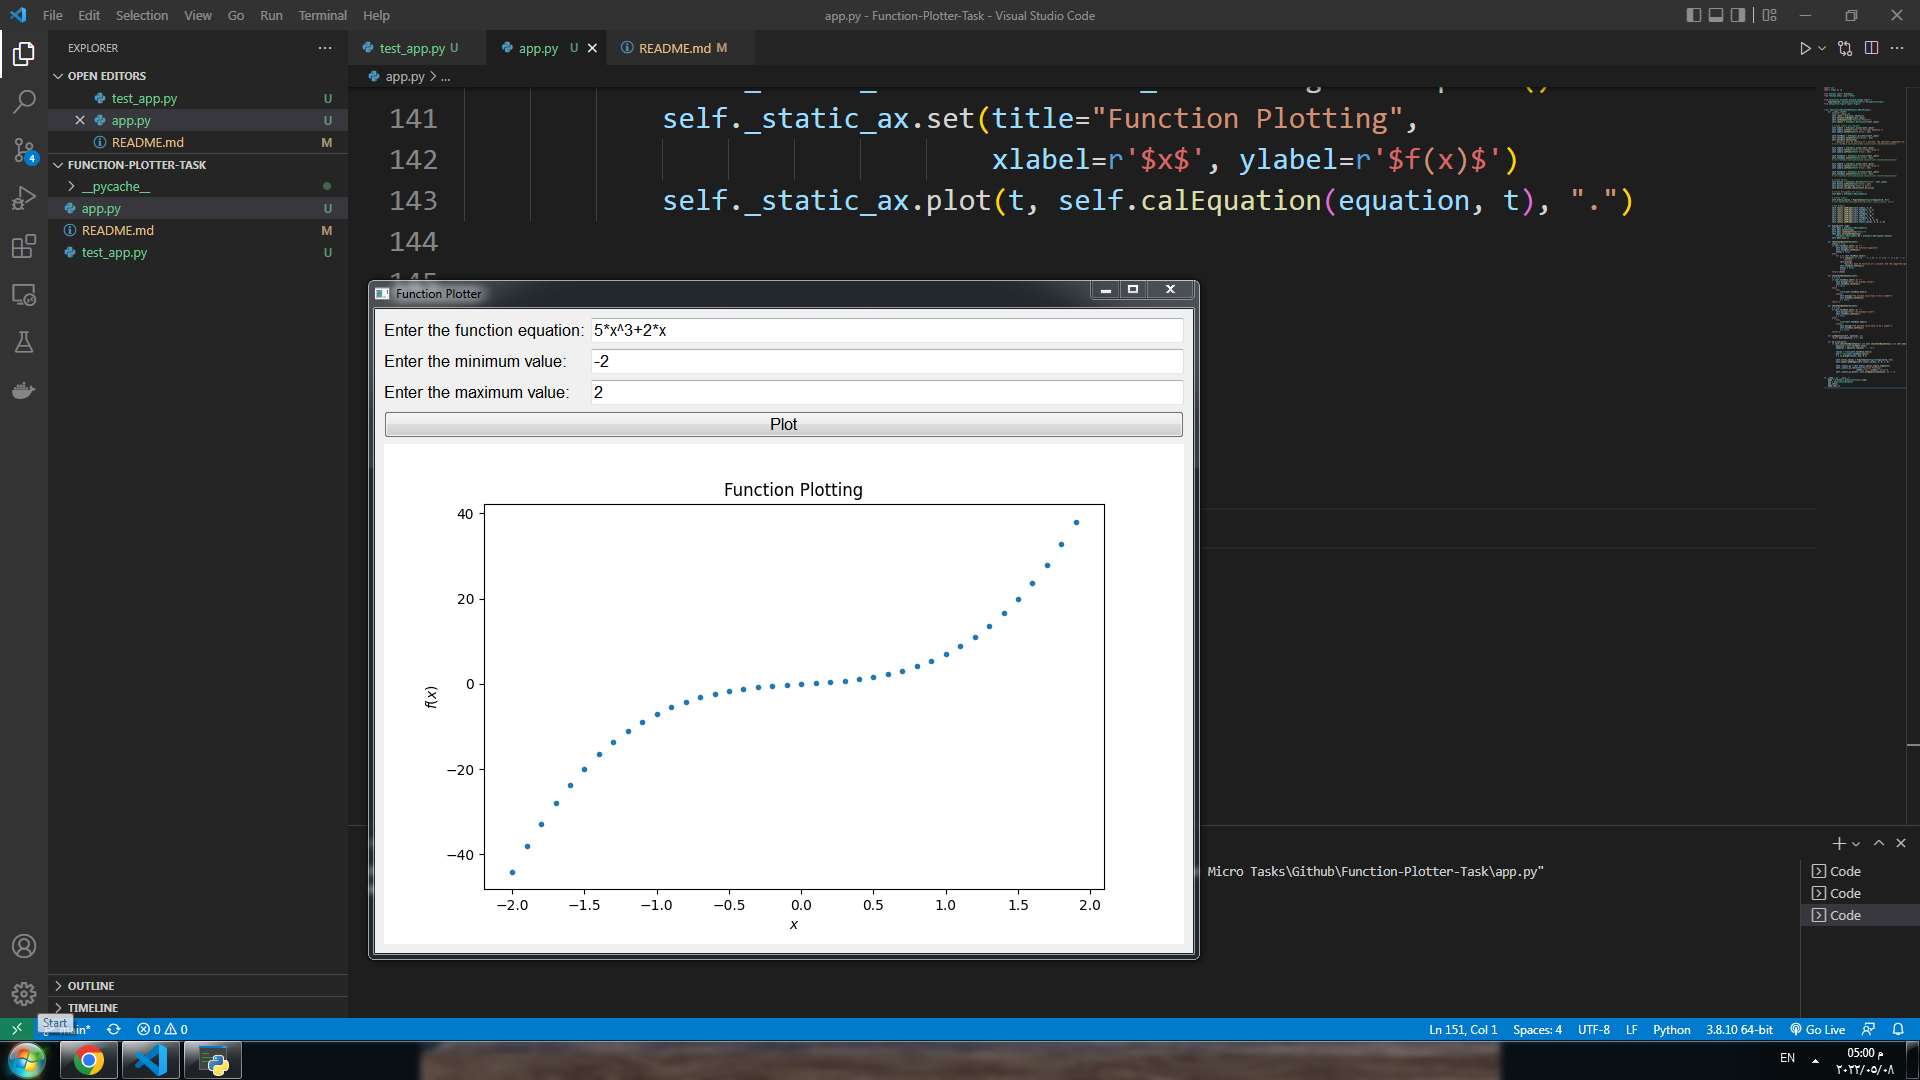 File Edit Selection View Go Run Terminal Help
app.py - Function-Plotter-Task - Visual Studio Code
EXPLORER
test_app.py U
app.py U
README.md M
OPEN EDITORS
app.py > ...
test_app.py U
app.py U
README.md M
FUNCTION-PLOTTER-TASK
__pycache__
app.py U
README.md M
test_app.py U
141 self._static_ax.set(title="Function Plotting",
142 xlabel=r'$x$', ylabel=r'$f(x)$')
143 self._static_ax.plot(t, self.calEquation(equation, t), ".")
144
Function Plotter
Enter the function equation: 5*x^3+2*x
Enter the minimum value: -2
Enter the maximum value: 2
Plot
Function Plotting
40
20
0
−20
−40
f(x)
−2.0 −1.5 −1.0 −0.5 0.0 0.5 1.0 1.5 2.0
x
Micro Tasks\Github\Function-Plotter-Task\app.py"
Code
Code
Code
OUTLINE
TIMELINE
Start
main*
0 0
Ln 151, Col 1 Spaces: 4 UTF-8 LF Python 3.8.10 64-bit Go Live
4
EN
05:00 م
٢٠٢٢/٠٥/٠٨